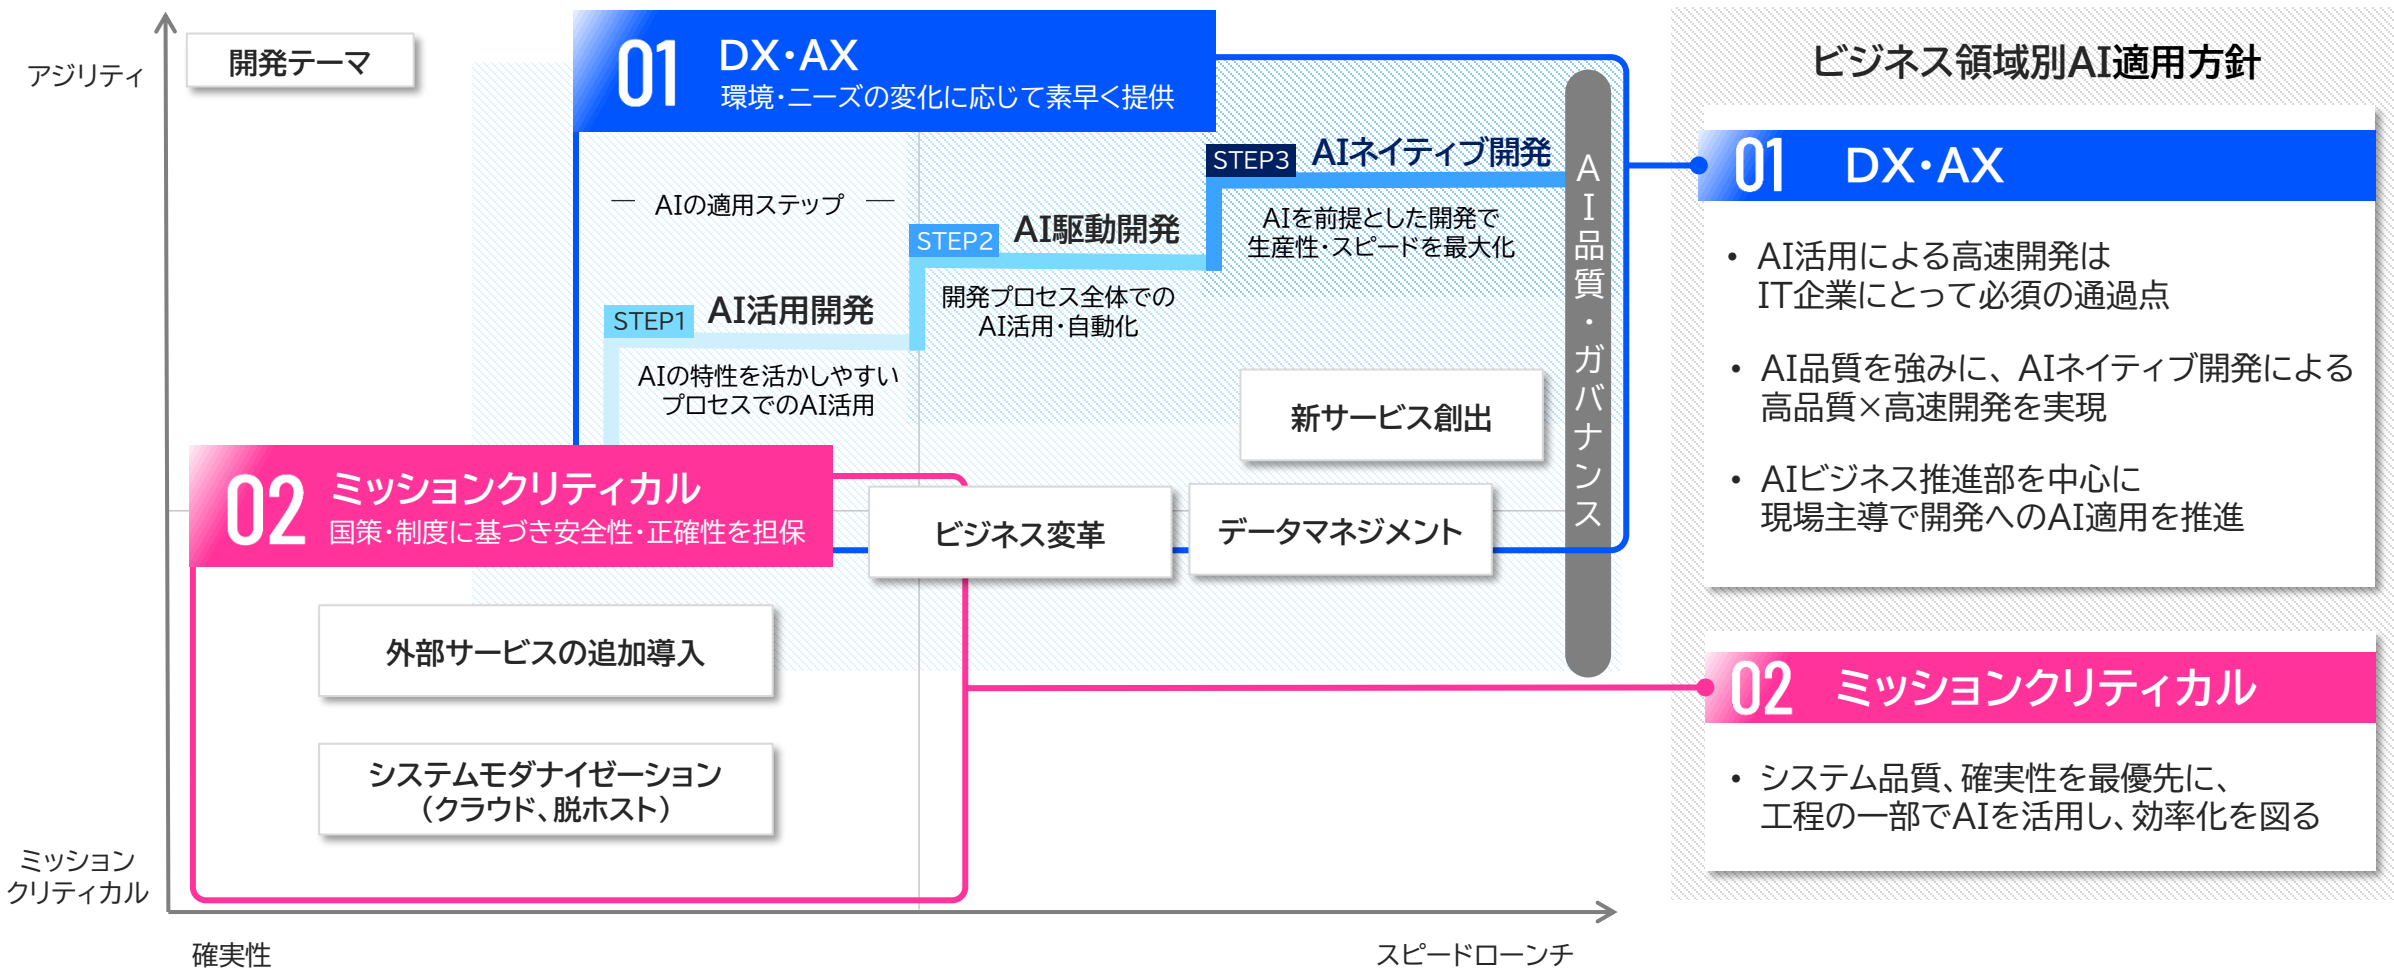 アジリティ
開発テーマ
01
DX・AX
環境・ニーズの変化に応じて素早く提供
AIの適用ステップ
STEP1
AI活用開発
AIの特性を活かしやすい
プロセスでのAI活用
STEP2
AI駆動開発
開発プロセス全体での
AI活用・自動化
STEP3
AIネイティブ開発
AIを前提とした開発で
生産性・スピードを最大化
AI品質・ガバナンス
新サービス創出
02
ミッションクリティカル
国策・制度に基づき安全性・正確性を担保
ビジネス変革
データマネジメント
外部サービスの追加導入
システムモダナイゼーション
（クラウド、脱ホスト）
ミッション
クリティカル
確実性
スピードローンチ
ビジネス領域別AI適用方針
01
DX・AX
• AI活用による高速開発は
IT企業にとって必須の通過点
• AI品質を強みに、AIネイティブ開発による
高品質×高速開発を実現
• AIビジネス推進部を中心に
現場主導で開発へのAI適用を推進
02
ミッションクリティカル
• システム品質、確実性を最優先に、
工程の一部でAIを活用し、効率化を図る